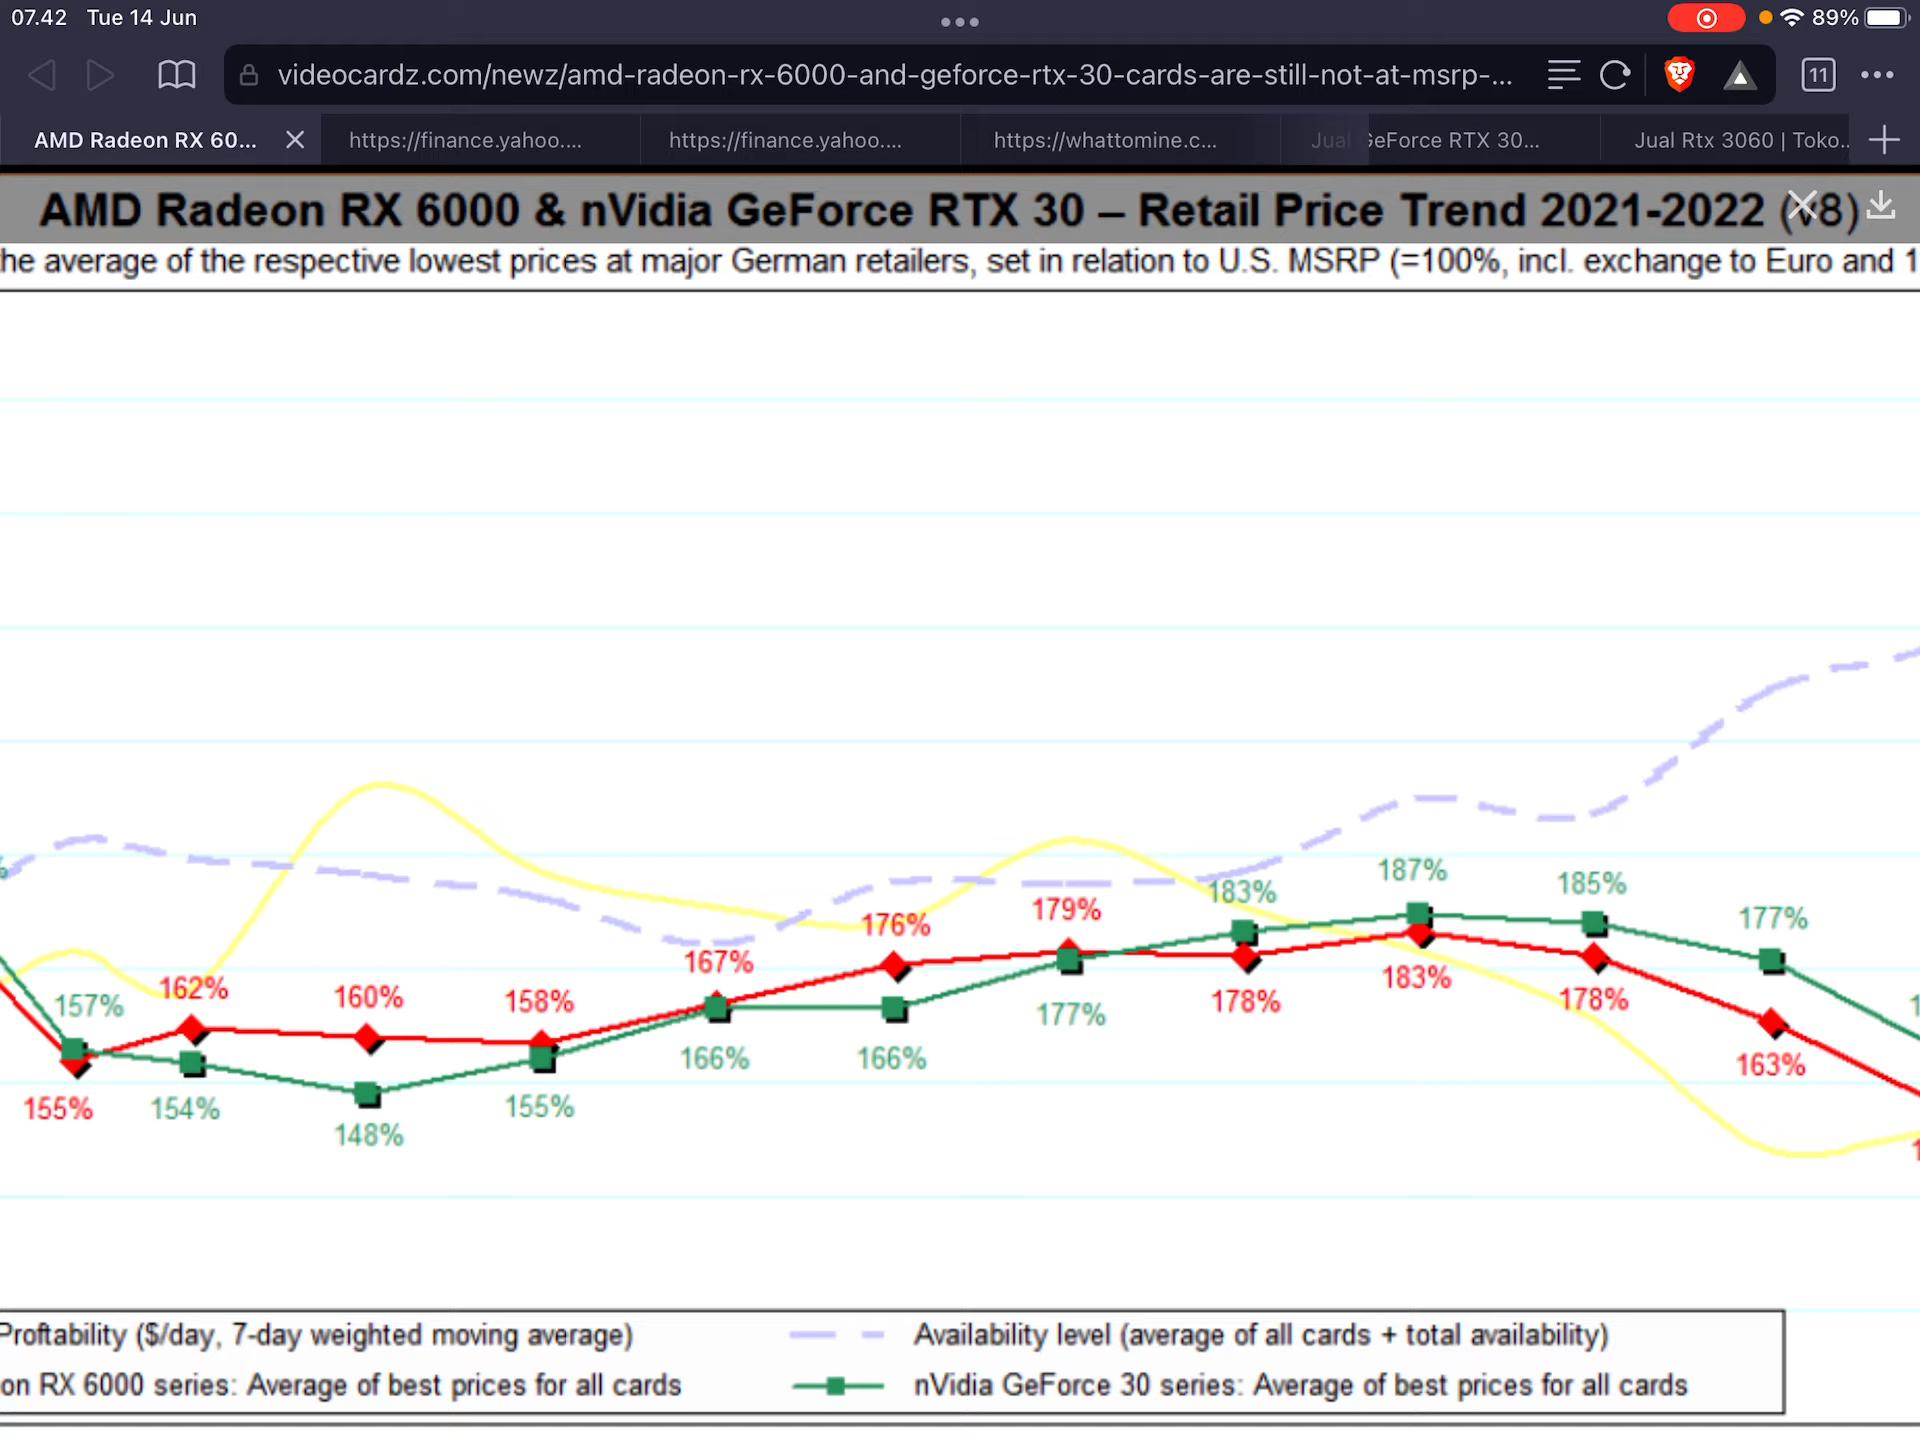 07.42 Tue 14 Jun
89%
videocardz.com/newz/amd-radeon-rx-6000-and-geforce-rtx-30-cards-are-still-not-at-msrp-...
11
AMD Radeon RX 60...
https://finance.yahoo....
https://finance.yahoo....
https://whattomine.c...
Jual GeForce RTX 30...
Jual Rtx 3060 | Toko..
AMD Radeon RX 6000 & nVidia GeForce RTX 30 – Retail Price Trend 2021-2022 (v8)
he average of the respective lowest prices at major German retailers, set in relation to U.S. MSRP (=100%, incl. exchange to Euro and 1
187%
183%
185%
176%
179%
177%
167%
157%
162%
160%
158%
183%
178%
178%
177%
166%
166%
163%
155%
154%
155%
148%
Proftability ($/day, 7-day weighted moving average)
Availability level (average of all cards + total availability)
on RX 6000 series: Average of best prices for all cards
nVidia GeForce 30 series: Average of best prices for all cards